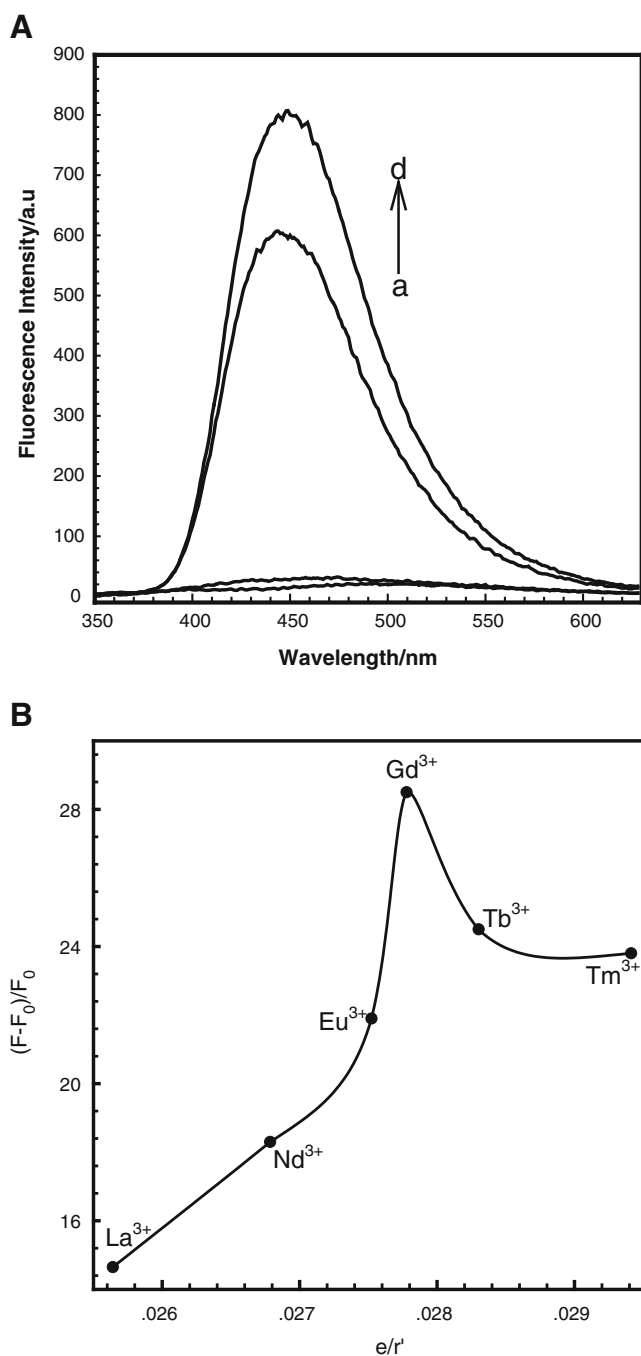 A
900
800
700
600
500
400
300
200
100
0
Fluorescence Intensity/a.u
d
a
350 400 450 500 550 600
Wavelength/nm
B
28
24
20
16
(F-F₀)/F₀
Gd³⁺
Tb³⁺
Tm³⁺
Eu³⁺
Nd³⁺
La³⁺
.026 .027 .028 .029
e/r'